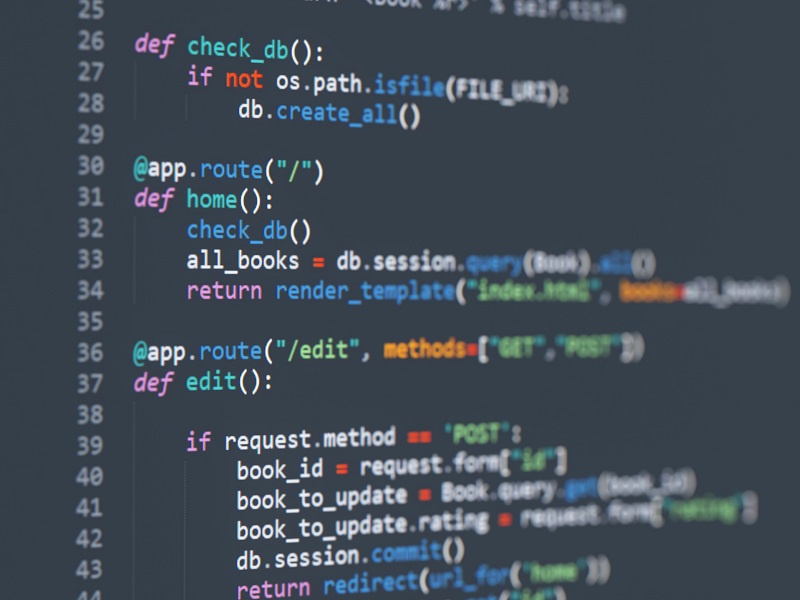 25 % self.title
26 def check_db():
27 if not os.path.isfile(FILE_URI):
28 db.create_all()
29
30 @app.route("/")
31 def home():
32 check_db()
33 all_books = db.session.query(Book).all()
34 return render_template("index.html", books=all_books)
35
36 @app.route("/edit", methods=["GET","POST"])
37 def edit():
38
39 if request.method == "POST":
40 book_id = request.form["id"]
41 book_to_update = Book.query.get(book_id)
42 book_to_update.rating = request.form["rating"]
43 db.session.commit()
44 return redirect(url_for("home"))
("id")